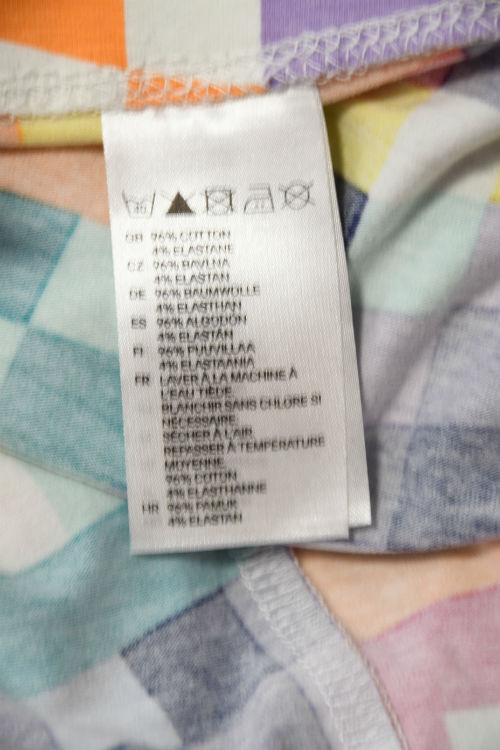 GR 96% COTTON
4% ELASTANE
CZ 96% BAVLNA
4% ELASTAN
DE 96% BAUMWOLLE
4% ELASTHAN
ES 96% ALGODÓN
4% ELASTÁN
FI 96% PUUVILLAA
4% ELASTAANIA
FR LAVER À LA MACHINE À
L'EAU TIÈDE.
BLANCHIR SANS CHLORE SI
NÉCESSAIRE.
SÉCHER À L'AIR.
REPASSER À TEMPÉRATURE
MOYENNE.
96% COTON
4% ELASTHANNE
HR 96% PAMUK
4% ELASTAN